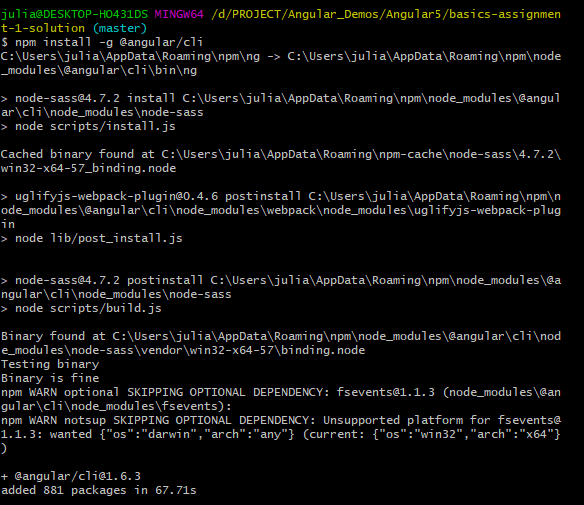 julia@DESKTOP-HO431DS MINGW64 /d/PROJECT/Angular_Demos/Angular5/basics-assignmen
t-1-solution (master)
$ npm install -g @angular/cli
C:\Users\julia\AppData\Roaming\npm\ng -> C:\Users\julia\AppData\Roaming\npm\node
_modules\@angular\cli\bin\ng
> node-sass@4.7.2 install C:\Users\julia\AppData\Roaming\npm\node_modules\@angul
ar\cli\node_modules\node-sass
> node scripts/install.js
Cached binary found at C:\Users\julia\AppData\Roaming\npm-cache\node-sass\4.7.2\
win32-x64-57_binding.node
> uglifyjs-webpack-plugin@0.4.6 postinstall C:\Users\julia\AppData\Roaming\npm\n
ode_modules\@angular\cli\node_modules\webpack\node_modules\uglifyjs-webpack-plug
in
> node lib/post_install.js
> node-sass@4.7.2 postinstall C:\Users\julia\AppData\Roaming\npm\node_modules\@a
ngular\cli\node_modules\node-sass
> node scripts/build.js
Binary found at C:\Users\julia\AppData\Roaming\npm\node_modules\@angular\cli\nod
e_modules\node-sass\vendor\win32-x64-57\binding.node
Testing binary
Binary is fine
npm WARN optional SKIPPING OPTIONAL DEPENDENCY: fsevents@1.1.3 (node_modules\@an
gular\cli\node_modules\fsevents):
npm WARN notsup SKIPPING OPTIONAL DEPENDENCY: Unsupported platform for fsevents@
1.1.3: wanted {"os":"darwin","arch":"any"} (current: {"os":"win32","arch":"x64"}
)
+ @angular/cli@1.6.3
added 881 packages in 67.71s